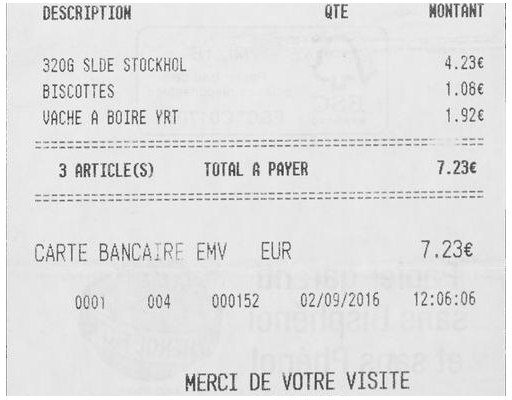 DESCRIPTION QTE MONTANT
320G SLDE STOCKHOL 4.23€
BISCOTTES 1.08€
VACHE A BOIRE YRT 1.92€
3 ARTICLE(S) TOTAL A PAYER 7.23€
CARTE BANCAIRE EMV EUR 7.23€
0001 004 000152 02/09/2016 12:06:06
MERCI DE VOTRE VISITE